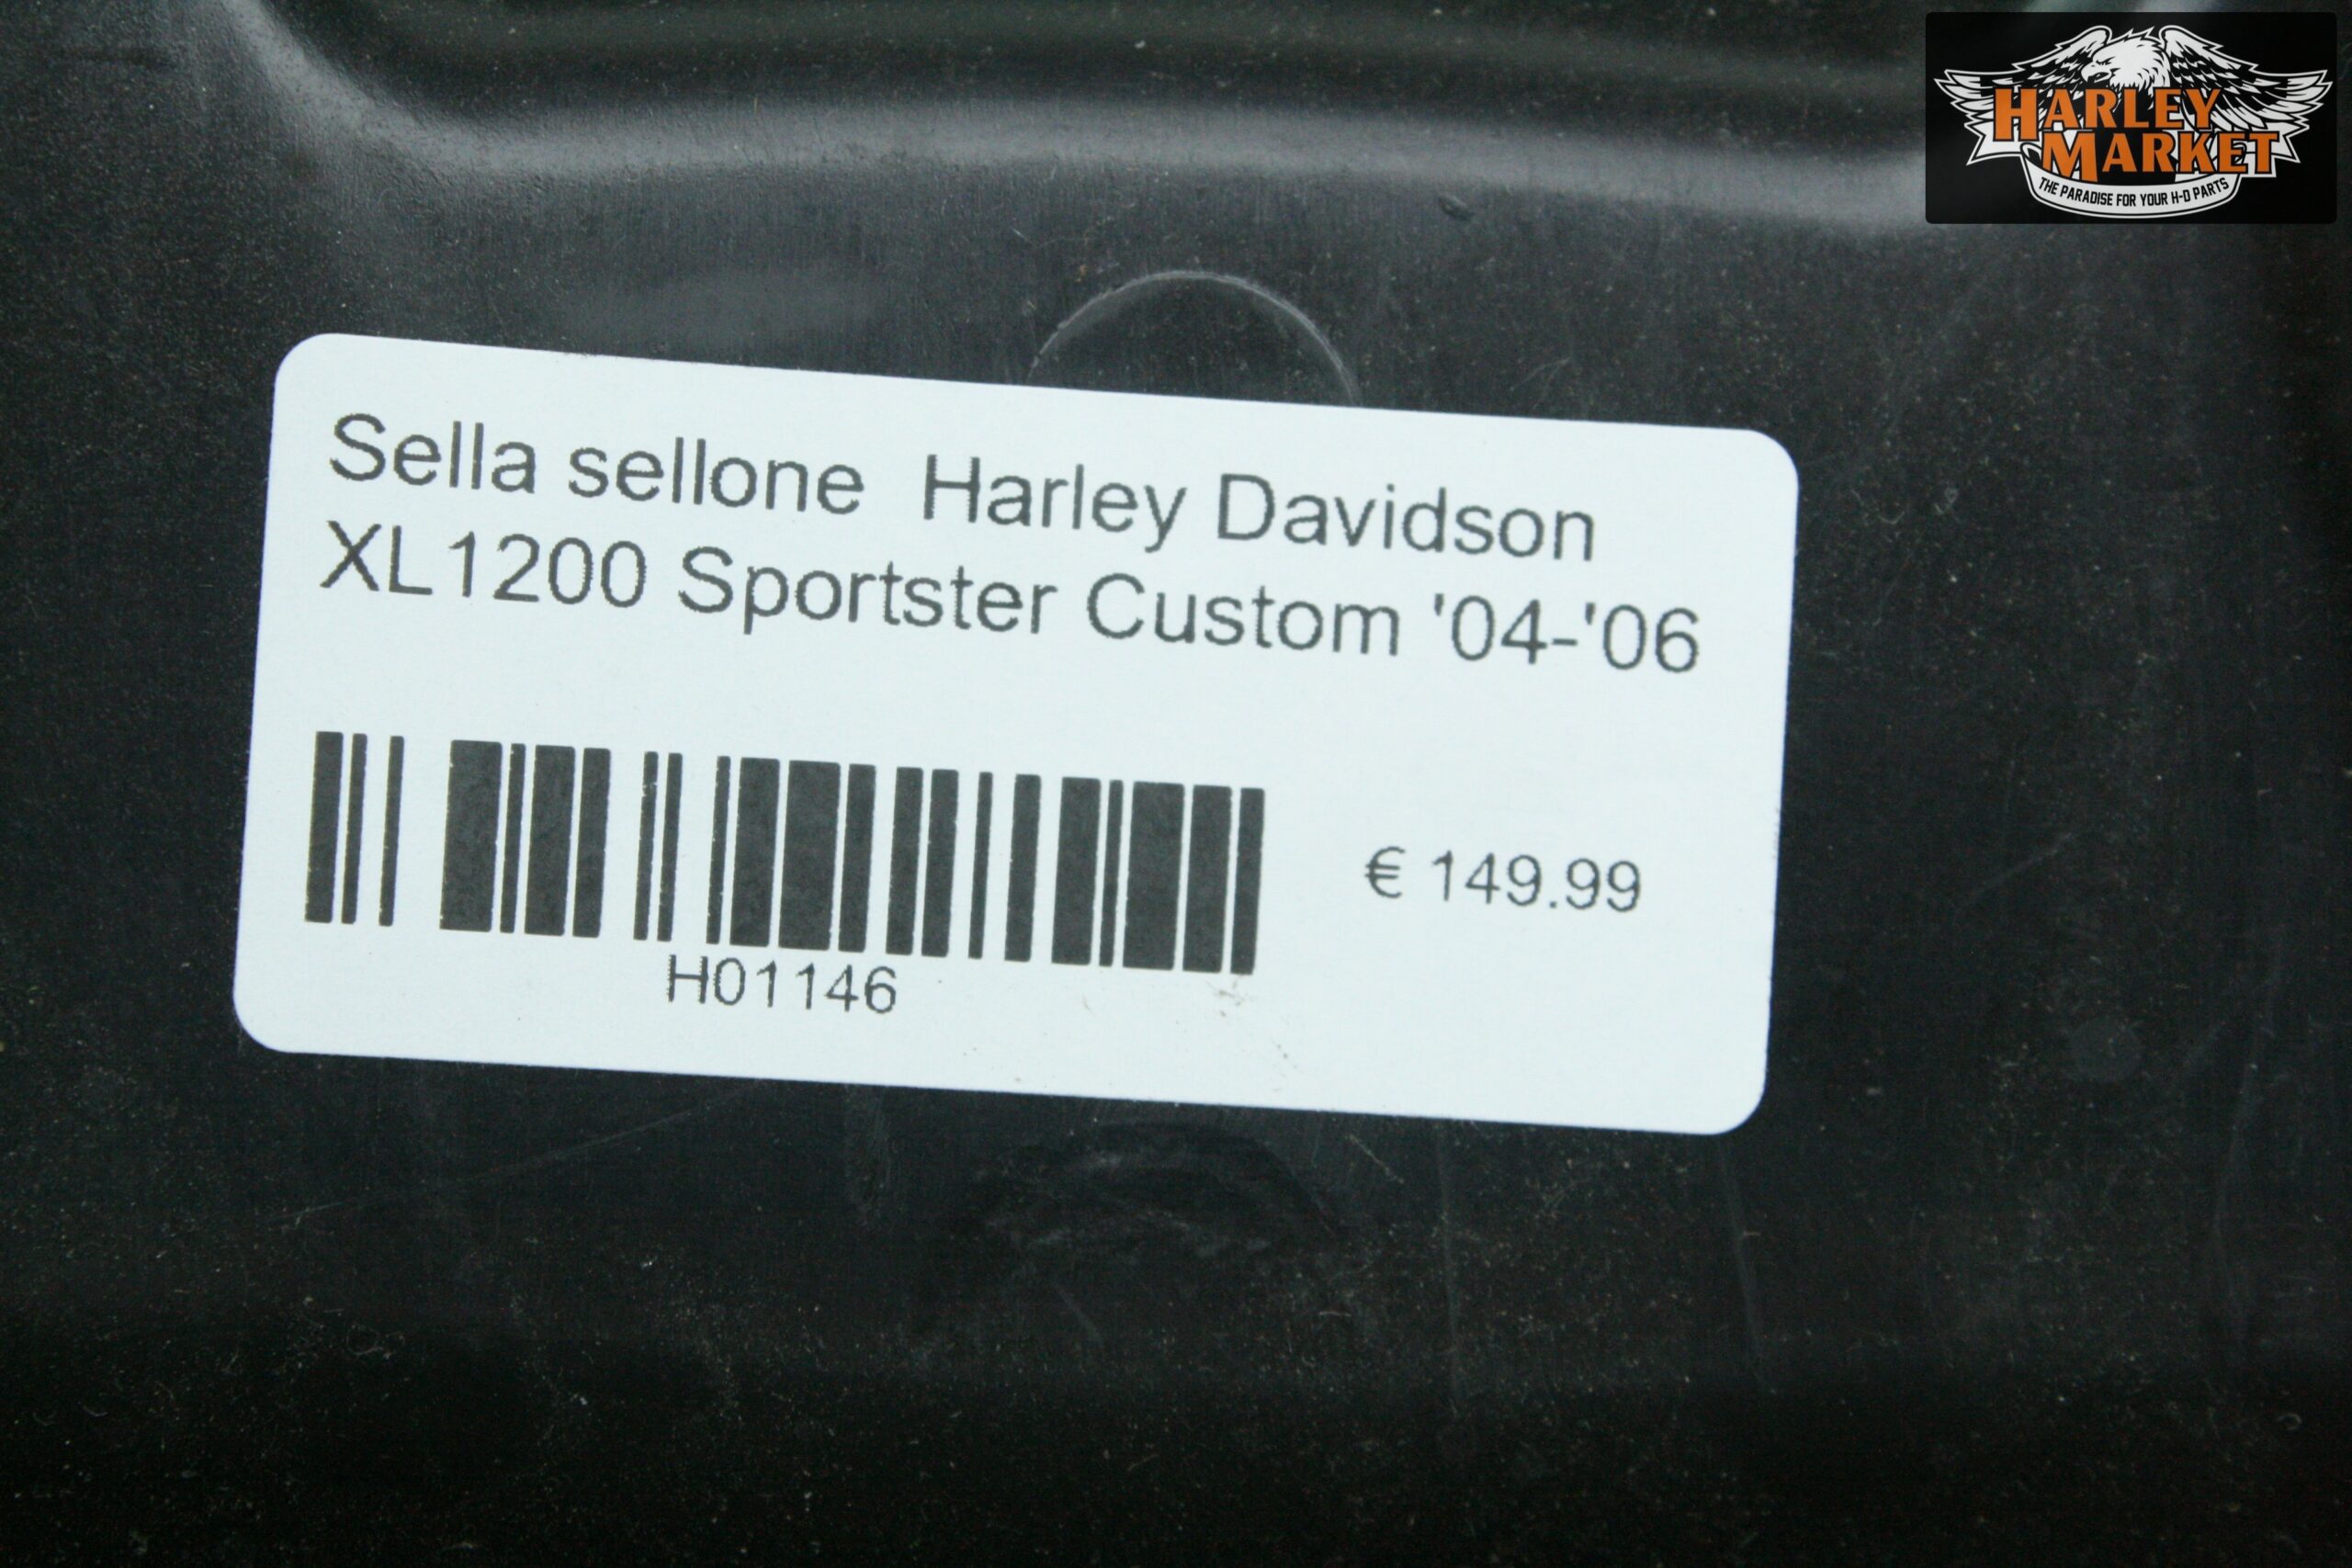 HARLEY
MARKET
THE PARADISE FOR YOUR H-D PARTS
Sella sellone  Harley Davidson
XL1200 Sportster Custom '04-'06
€ 149.99
H01146